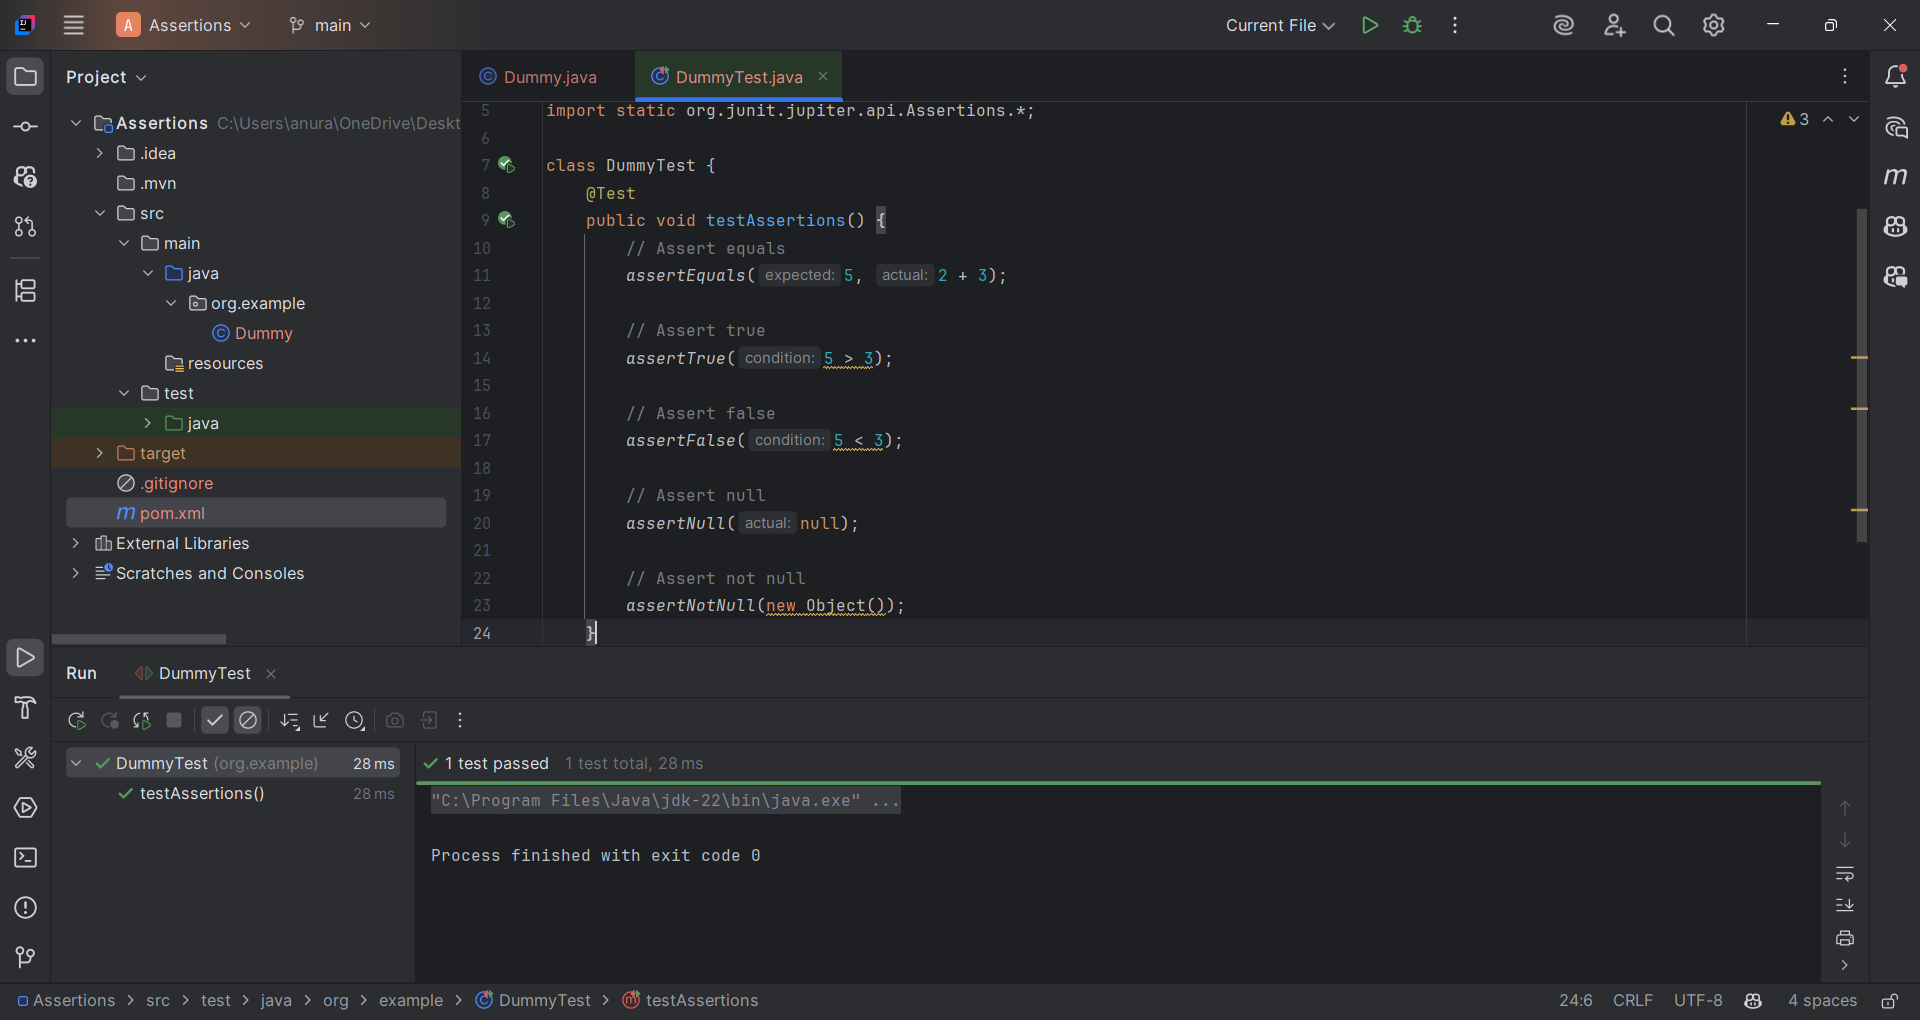 A Assertions main Current File
Project
Dummy.java DummyTest.java
Assertions C:\Users\anura\OneDrive\Deskt
.idea
.mvn
src
main
java
org.example
Dummy
resources
test
java
target
.gitignore
m pom.xml
External Libraries
Scratches and Consoles
3
5 import static org.junit.jupiter.api.Assertions.*;
6
7 class DummyTest {
8 @Test
9 public void testAssertions() {
10 // Assert equals
11 assertEquals( expected: 5, actual: 2 + 3);
12
13 // Assert true
14 assertTrue( condition: 5 > 3);
15
16 // Assert false
17 assertFalse( condition: 5 < 3);
18
19 // Assert null
20 assertNull( actual: null);
21
22 // Assert not null
23 assertNotNull(new Object());
24 }
m
Run DummyTest
DummyTest (org.example) 28 ms
testAssertions() 28 ms
1 test passed 1 test total, 28 ms
"C:\Program Files\Java\jdk-22\bin\java.exe" ...
Process finished with exit code 0
Assertions > src > test > java > org > example > DummyTest > testAssertions
24:6 CRLF UTF-8 4 spaces